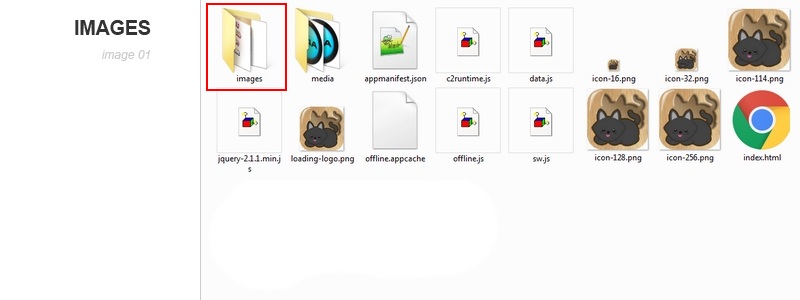 IMAGES
image 01
images
media
appmanifest.json
c2runtime.js
data.js
icon-16.png
icon-32.png
icon-114.png
jquery-2.1.1.min.j
s
loading-logo.png
offline.appcache
offline.js
sw.js
icon-128.png
icon-256.png
index.html